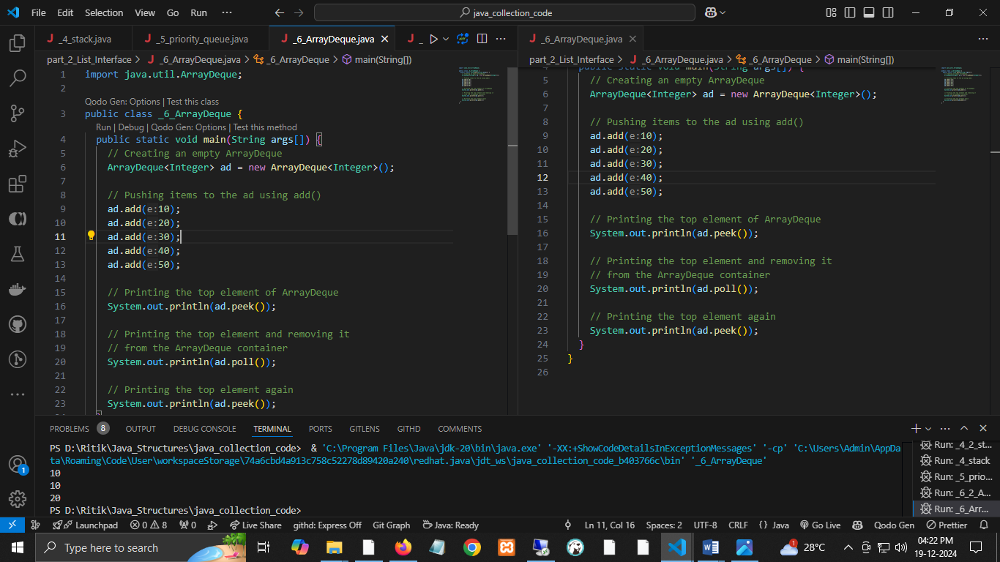 File Edit Selection View Go Run ··· java_collection_code
_4_stack.java _5_priority_queue.java _6_ArrayDeque.java
part_2_List_Interface > _6_ArrayDeque.java > _6_ArrayDeque > main(String[])
1 import java.util.ArrayDeque;
2
Qodo Gen: Options | Test this class
3 public class _6_ArrayDeque {
Run | Debug | Qodo Gen: Options | Test this method
4 public static void main(String args[]) {
5 // Creating an empty ArrayDeque
6 ArrayDeque<Integer> ad = new ArrayDeque<Integer>();
7
8 // Pushing items to the ad using add()
9 ad.add(e:10);
10 ad.add(e:20);
11 ad.add(e:30);
12 ad.add(e:40);
13 ad.add(e:50);
14
15 // Printing the top element of ArrayDeque
16 System.out.println(ad.peek());
17
18 // Printing the top element and removing it
19 // from the ArrayDeque container
20 System.out.println(ad.poll());
21
22 // Printing the top element again
23 System.out.println(ad.peek());
_6_ArrayDeque.java
part_2_List_Interface > _6_ArrayDeque.java > _6_ArrayDeque > main(String[])
4 public static void main(String args[]) {
5 // Creating an empty ArrayDeque
6 ArrayDeque<Integer> ad = new ArrayDeque<Integer>();
7
8 // Pushing items to the ad using add()
9 ad.add(e:10);
10 ad.add(e:20);
11 ad.add(e:30);
12 ad.add(e:40);
13 ad.add(e:50);
14
15 // Printing the top element of ArrayDeque
16 System.out.println(ad.peek());
17
18 // Printing the top element and removing it
19 // from the ArrayDeque container
20 System.out.println(ad.poll());
21
22 // Printing the top element again
23 System.out.println(ad.peek());
24 }
25 }
26
PROBLEMS 8 OUTPUT DEBUG CONSOLE TERMINAL PORTS GITLENS GITHD COMMENTS
PS D:\Ritik\Java_Structures\java_collection_code> & 'C:\Program Files\Java\jdk-20\bin\java.exe' '-XX:+ShowCodeDetailsInExceptionMessages' '-cp' 'C:\Users\Admin\AppDa
ta\Roaming\Code\User\workspaceStorage\74a6cbd4a913c758c52278d89420a240\redhat.java\jdt_ws\java_collection_code_b403766c\bin' '_6_ArrayDeque'
10
10
20
PS D:\Ritik\Java_Structures\java_collection_code>
Run: _4_2_st...
Run: _4_stack
Run: _5_prio...
Run: _6_2_A...
Run: _6_Arr...
1
Launchpad 0 8 0 Live Share githd: Express Off Git Graph Java: Ready Ln 11, Col 16 Spaces: 2 UTF-8 CRLF {} Java Go Live Qodo Gen Prettier
Type here to search 1 28°C 04:22 PM
19-12-2024